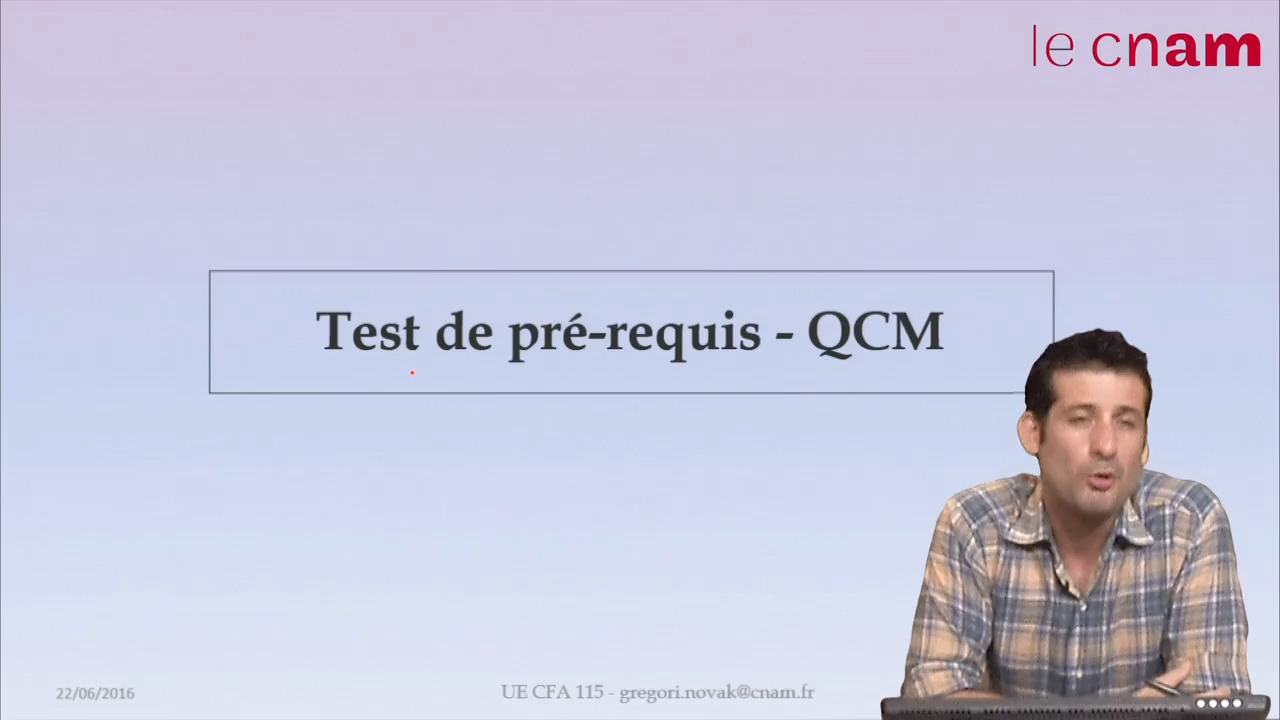 le cnam
Test de pré-requis - QCM
22/06/2016
UE CFA 115 - gregori.novak@cnam.fr